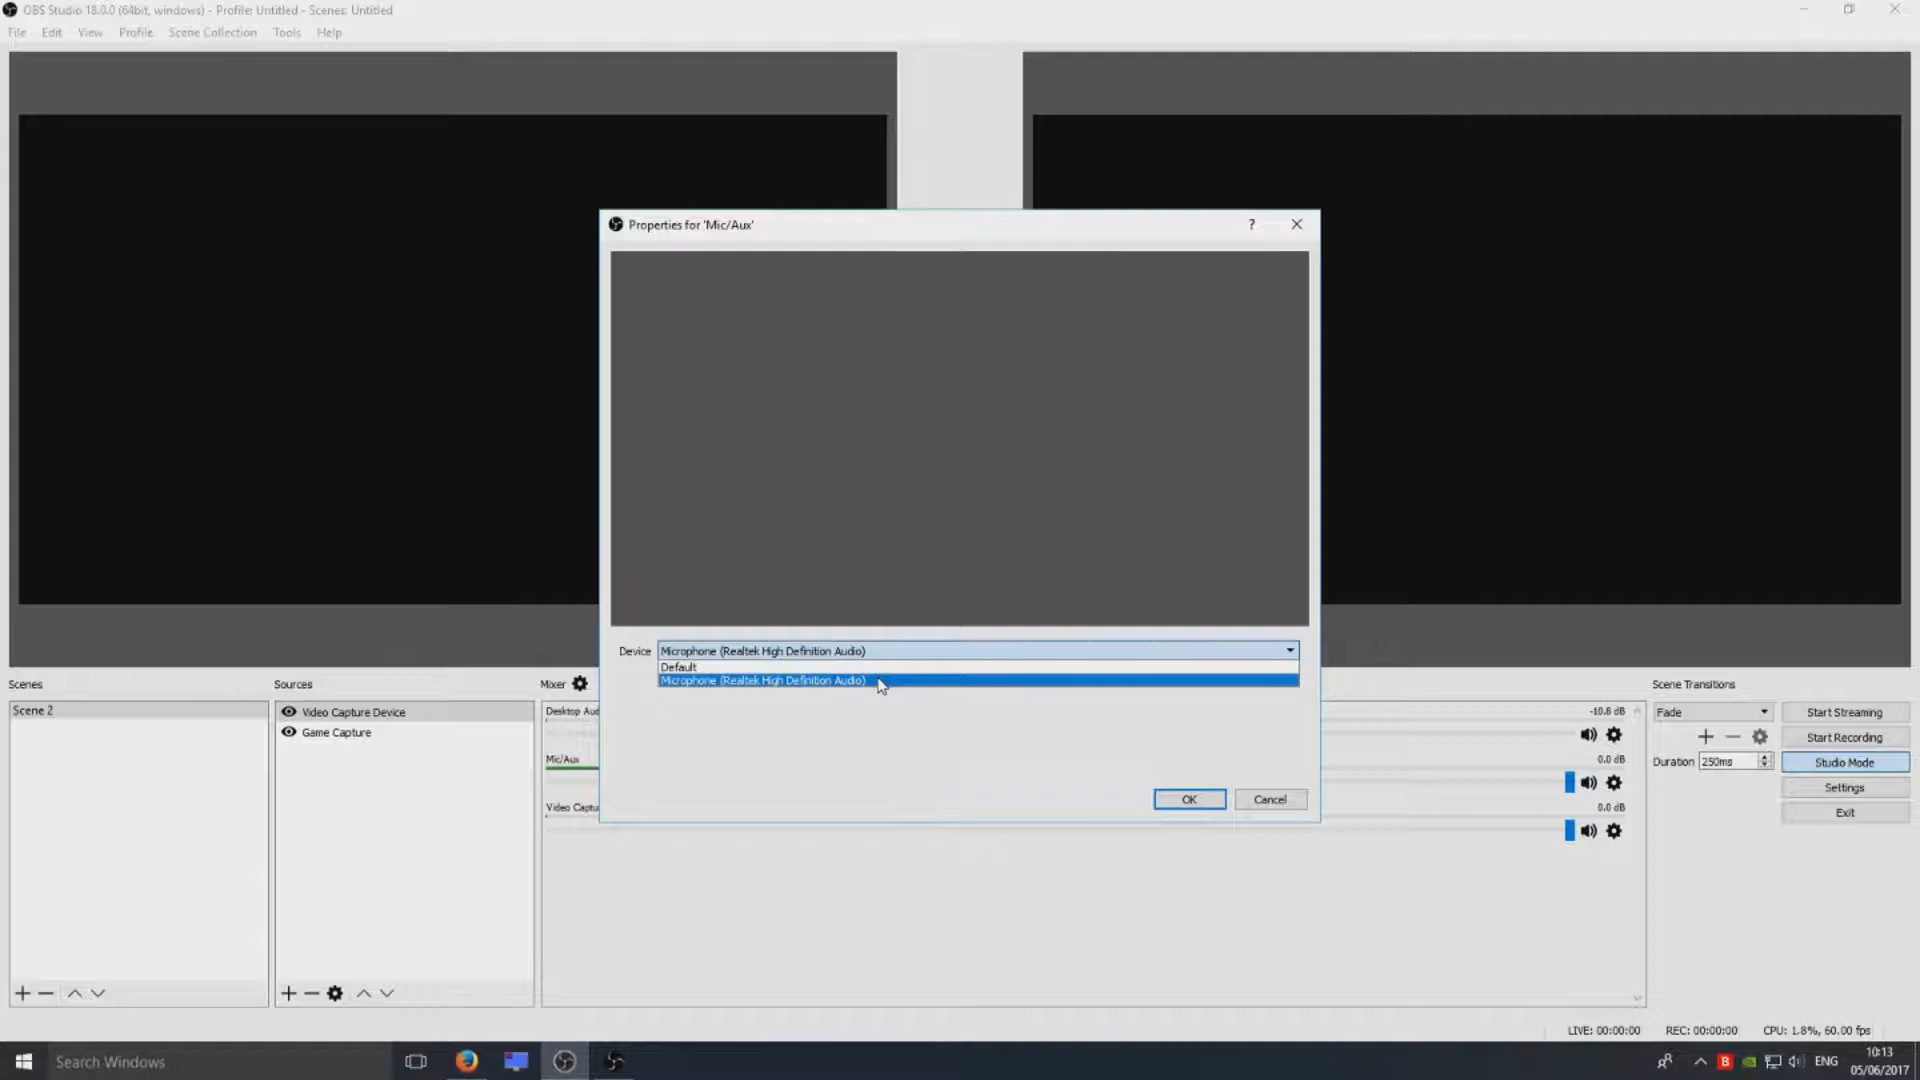 OBS Studio 18.0.0 (64bit, windows) - Profile: Untitled - Scenes: Untitled
File Edit View Profile Scene Collection Tools Help
Properties for 'Mic/Aux'
?
Device Microphone (Realtek High Definition Audio)
Default
Microphone (Realtek High Definition Audio)
OK Cancel
Scenes
Scene 2
Sources
Video Capture Device
Game Capture
Mixer
Desktop Aud
-10.8 dB
Mic/Aux
0.0 dB
Video Captu
0.0 dB
Scene Transitions
Fade
Duration 250ms
Start Streaming
Start Recording
Studio Mode
Settings
Exit
LIVE: 00:00:00 REC: 00:00:00 CPU: 1.8%, 60.00 fps
Search Windows
B
ENG
10:13
05/06/2017